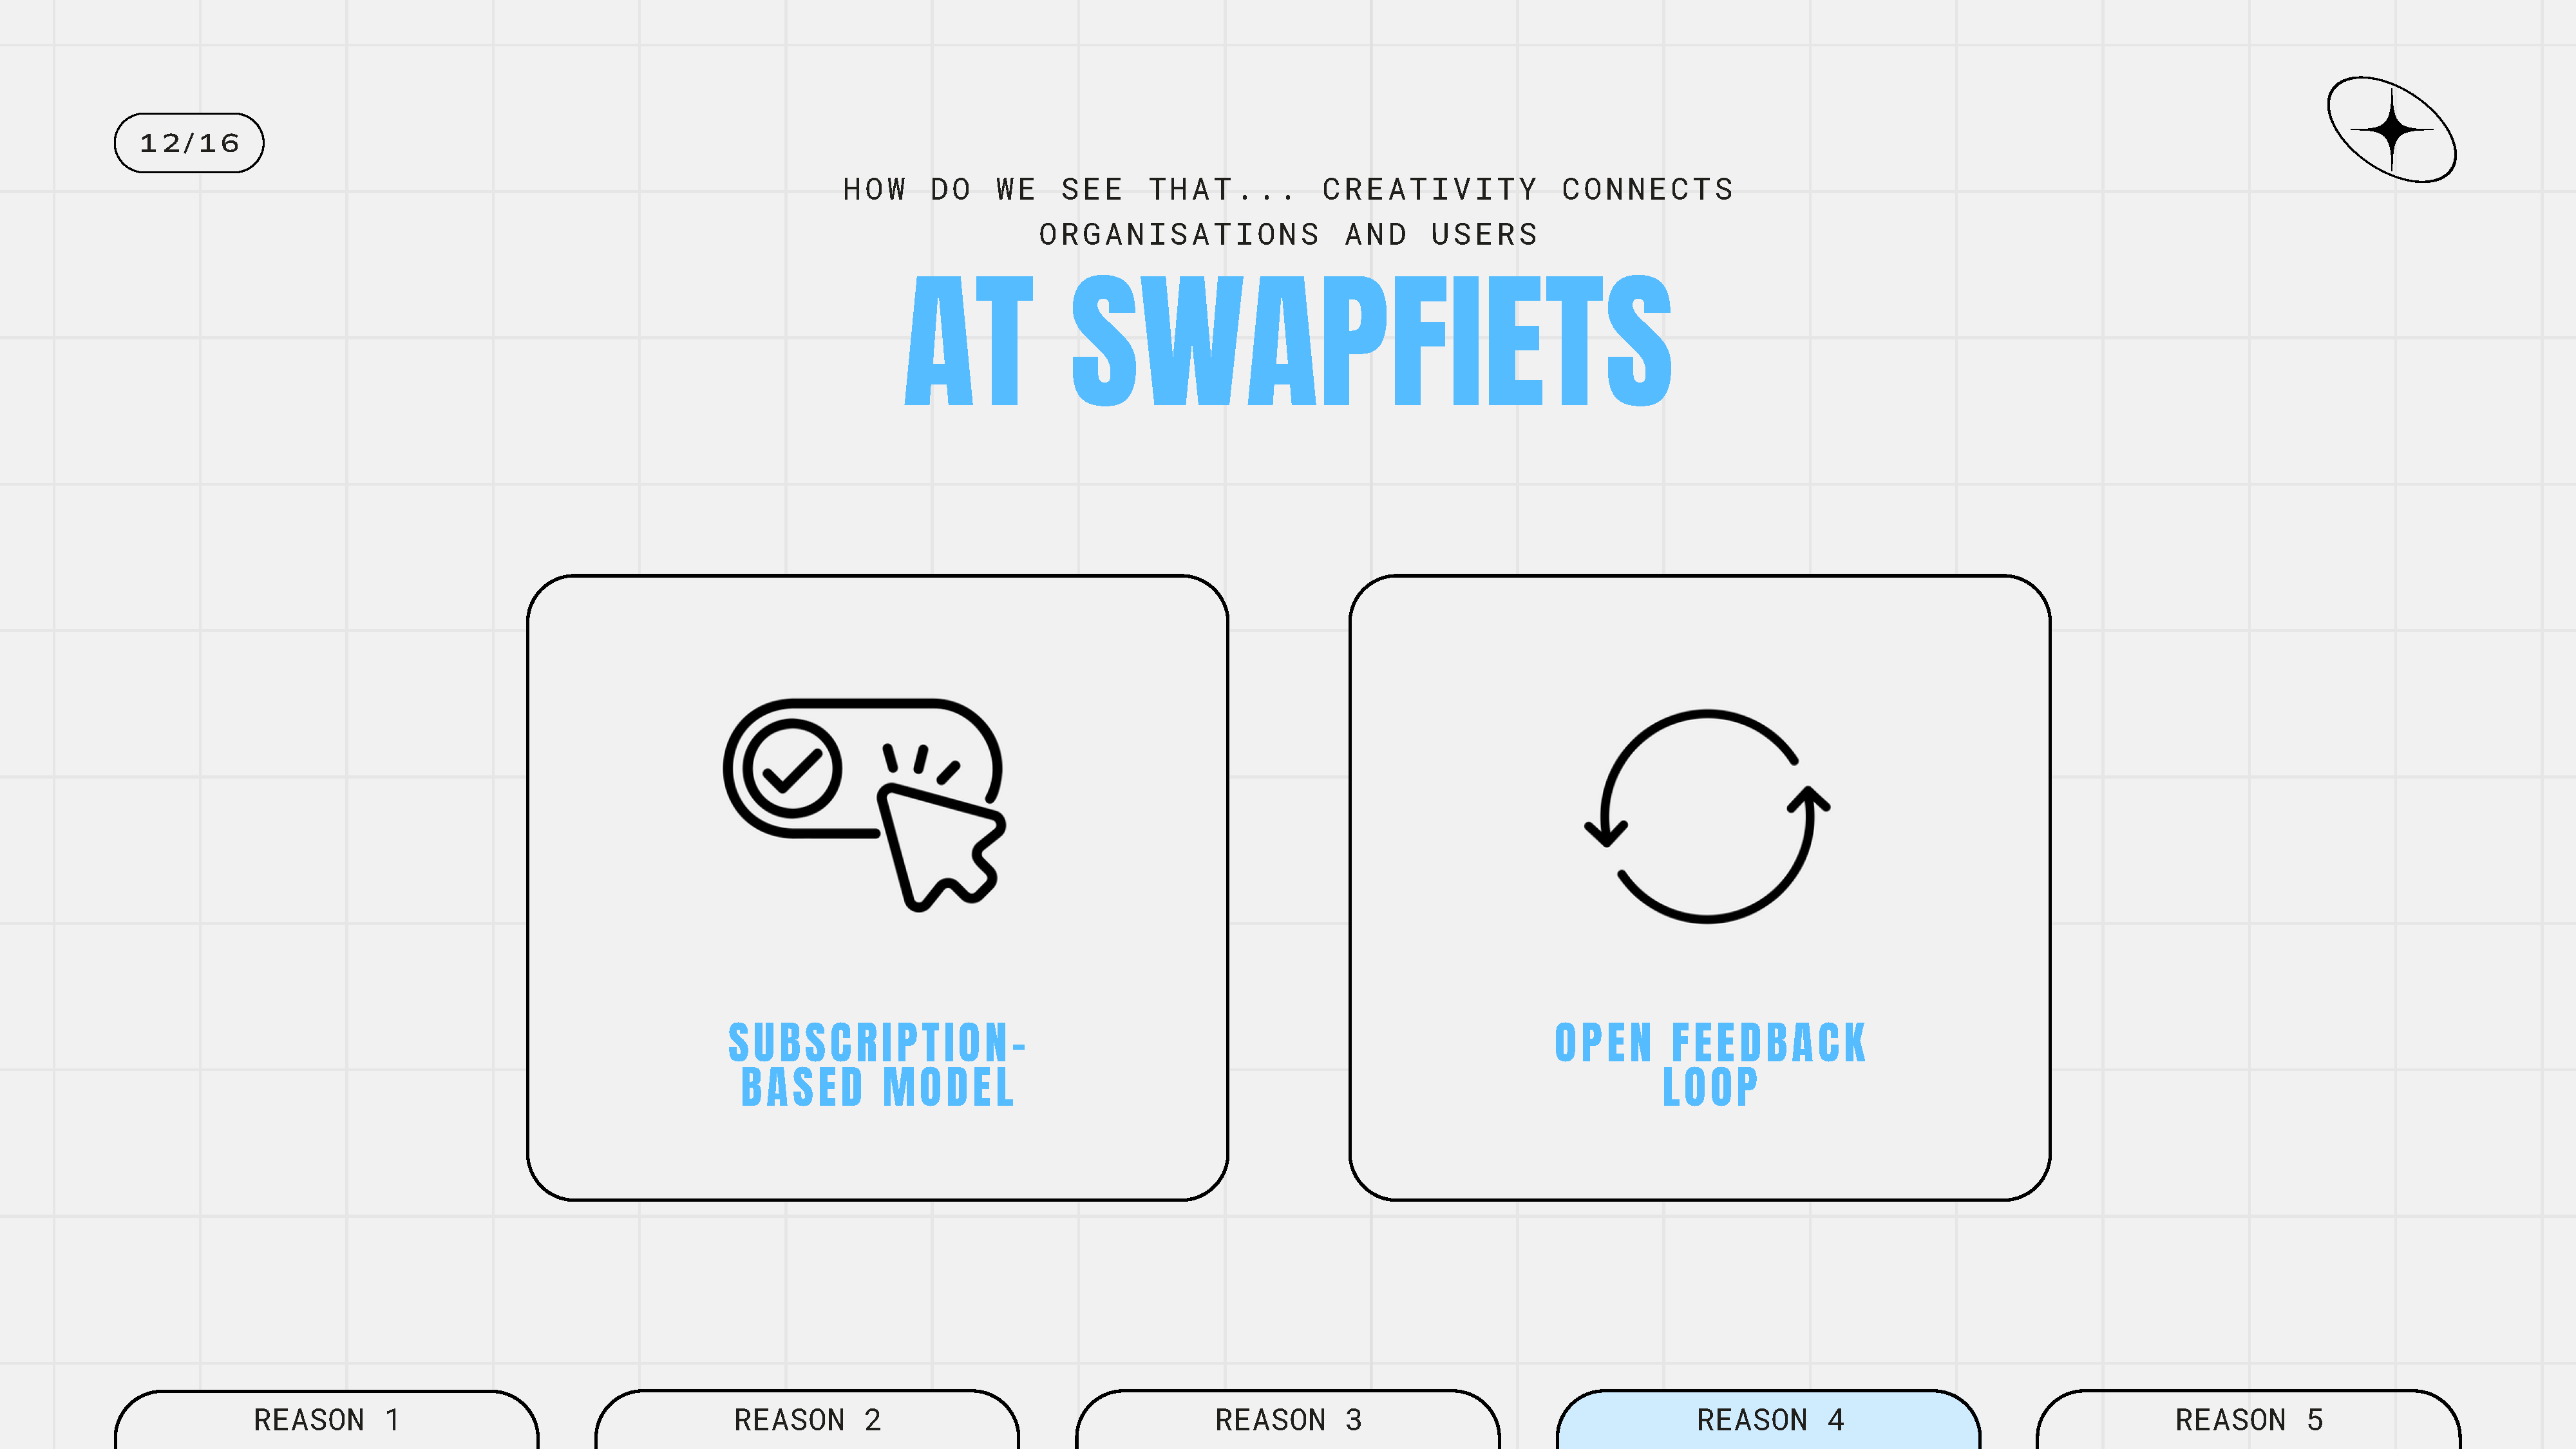 12/16
HOW DO WE SEE THAT... CREATIVITY CONNECTS
ORGANISATIONS AND USERS
AT SWAPFIETS
SUBSCRIPTION-
BASED MODEL
OPEN FEEDBACK
LOOP
REASON 1
REASON 2
REASON 3
REASON 4
REASON 5